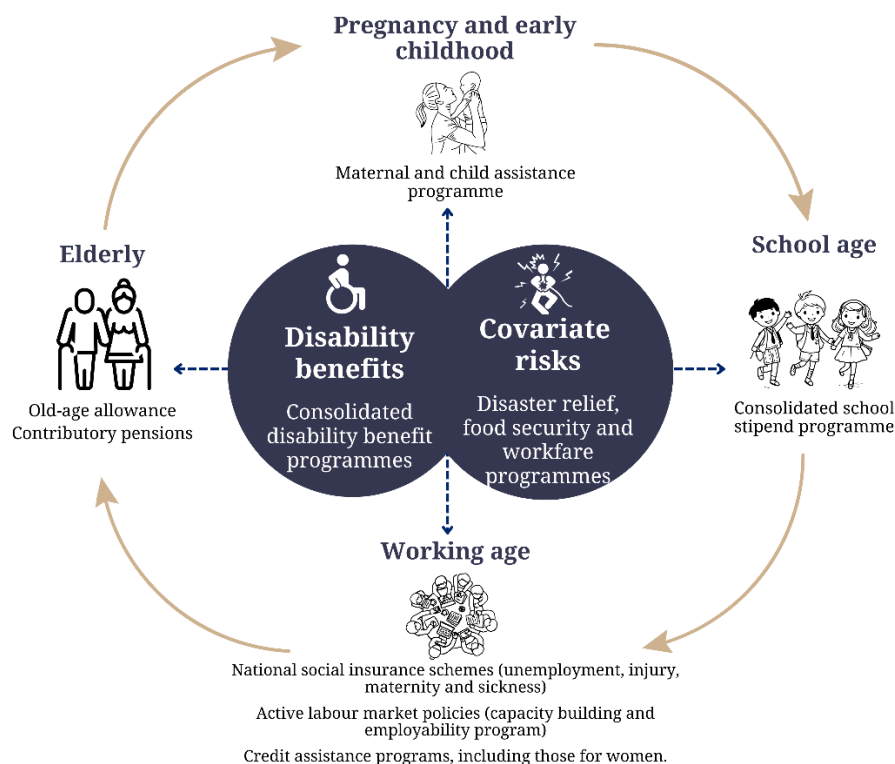 Pregnancy and early
childhood
Maternal and child assistance
programme
School age
Consolidated school
stipend programme
Elderly
Old-age allowance
Contributory pensions
Disability
benefits
Consolidated
disability benefit
programmes
Covariate
risks
Disaster relief,
food security and
workfare
programmes
Working age
National social insurance schemes (unemployment, injury,
maternity and sickness)
Active labour market policies (capacity building and
employability program)
Credit assistance programs, including those for women.